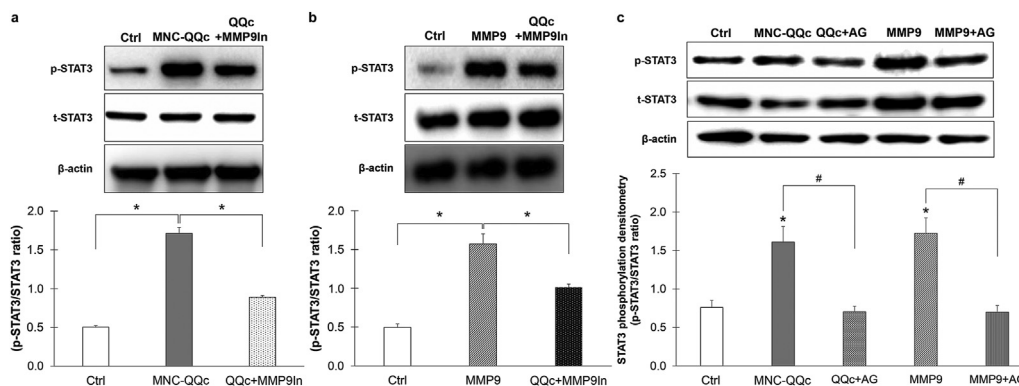 a
Ctrl MNC-QQc QQc
+MMP9In
p-STAT3
t-STAT3
β-actin
2.0
1.5
1.0
0.5
0.0
(p-STAT3/STAT3 ratio)
* *
Ctrl MNC-QQc QQc+MMP9In
b
Ctrl MMP9 QQc
+MMP9In
p-STAT3
t-STAT3
β-actin
2.0
1.5
1.0
0.5
0.0
(p-STAT3/STAT3 ratio)
* *
Ctrl MMP9 QQc+MMP9In
c
Ctrl MNC-QQc QQc+AG MMP9 MMP9+AG
p-STAT3
t-STAT3
β-actin
2.5
2.0
1.5
1.0
0.5
0.0
STAT3 phosphorylation densitometry
(p-STAT3/STAT3 ratio)
# #
* *
Ctrl MNC-QQc QQc+AG MMP9 MMP9+AG